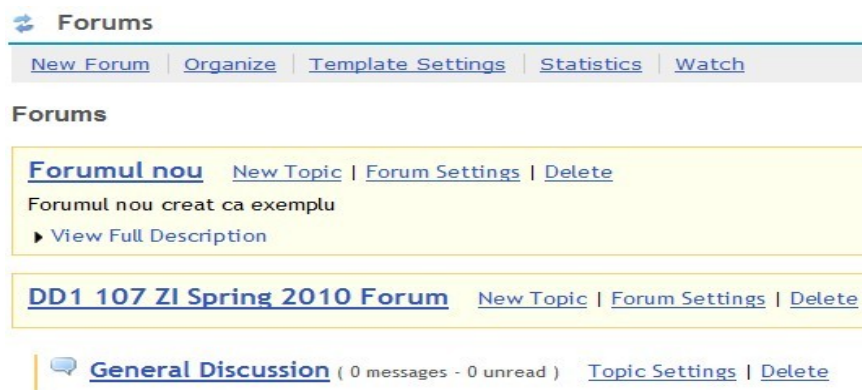 Forums
New Forum | Organize | Template Settings | Statistics | Watch
Forums
Forumul nou New Topic | Forum Settings | Delete
Forumul nou creat ca exemplu
View Full Description
DD1 107 ZI Spring 2010 Forum New Topic | Forum Settings | Delete
General Discussion ( 0 messages - 0 unread ) Topic Settings | Delete